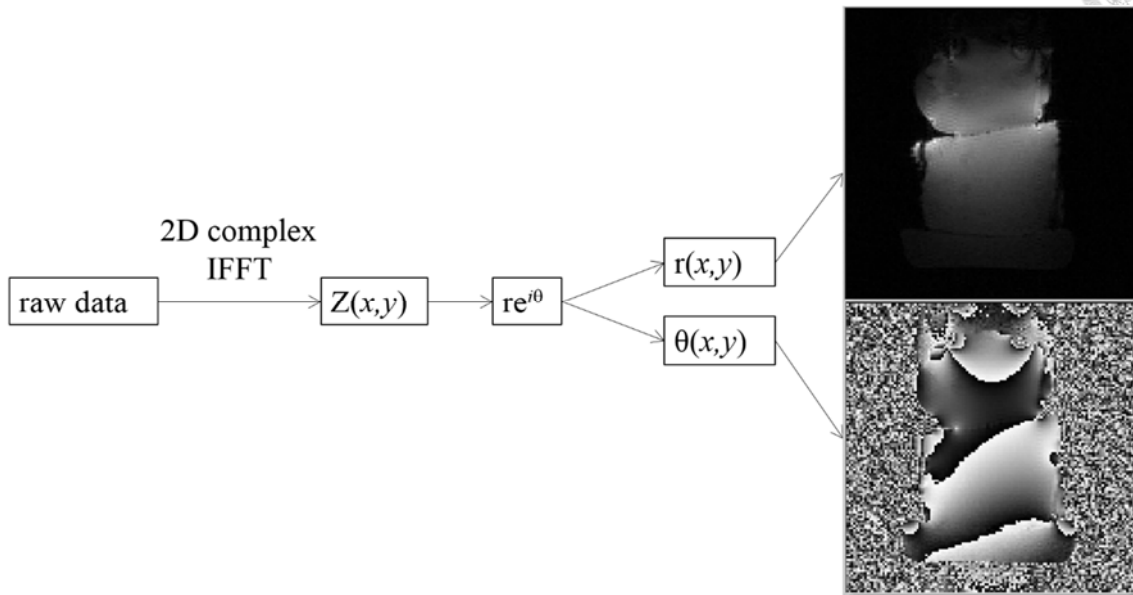 2D complex
IFFT
raw data
Z(x,y)
re^{iθ}
r(x,y)
θ(x,y)